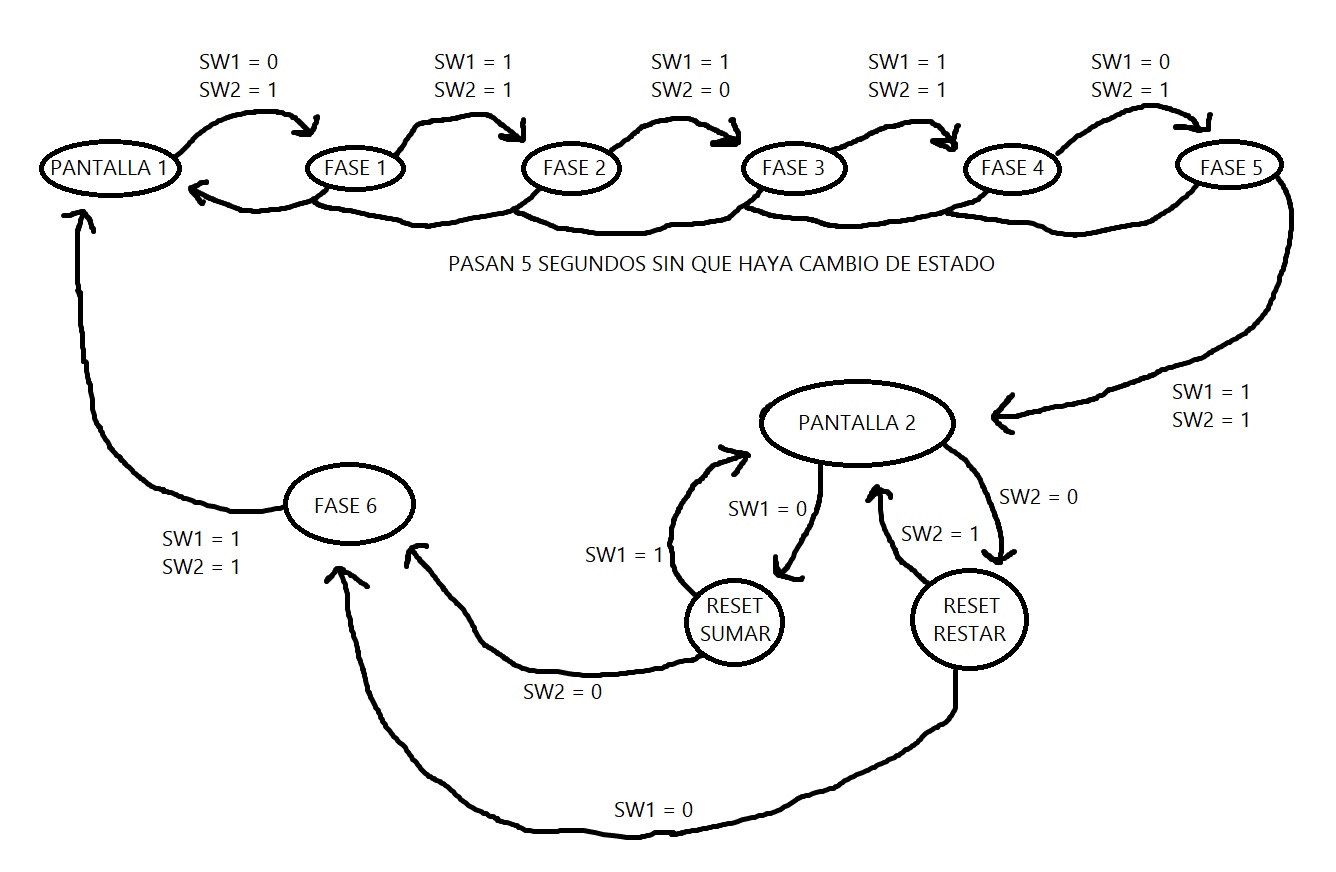 SW1 = 0
SW2 = 1
SW1 = 1
SW2 = 1
SW1 = 1
SW2 = 0
SW1 = 1
SW2 = 1
SW1 = 0
SW2 = 1
PANTALLA 1
FASE 1
FASE 2
FASE 3
FASE 4
FASE 5
PASAN 5 SEGUNDOS SIN QUE HAYA CAMBIO DE ESTADO
SW1 = 1
SW2 = 1
PANTALLA 2
SW1 = 0
SW2 = 0
SW1 = 1
SW2 = 1
FASE 6
SW1 = 1
SW2 = 1
RESET
SUMAR
RESET
RESTAR
SW2 = 0
SW1 = 0